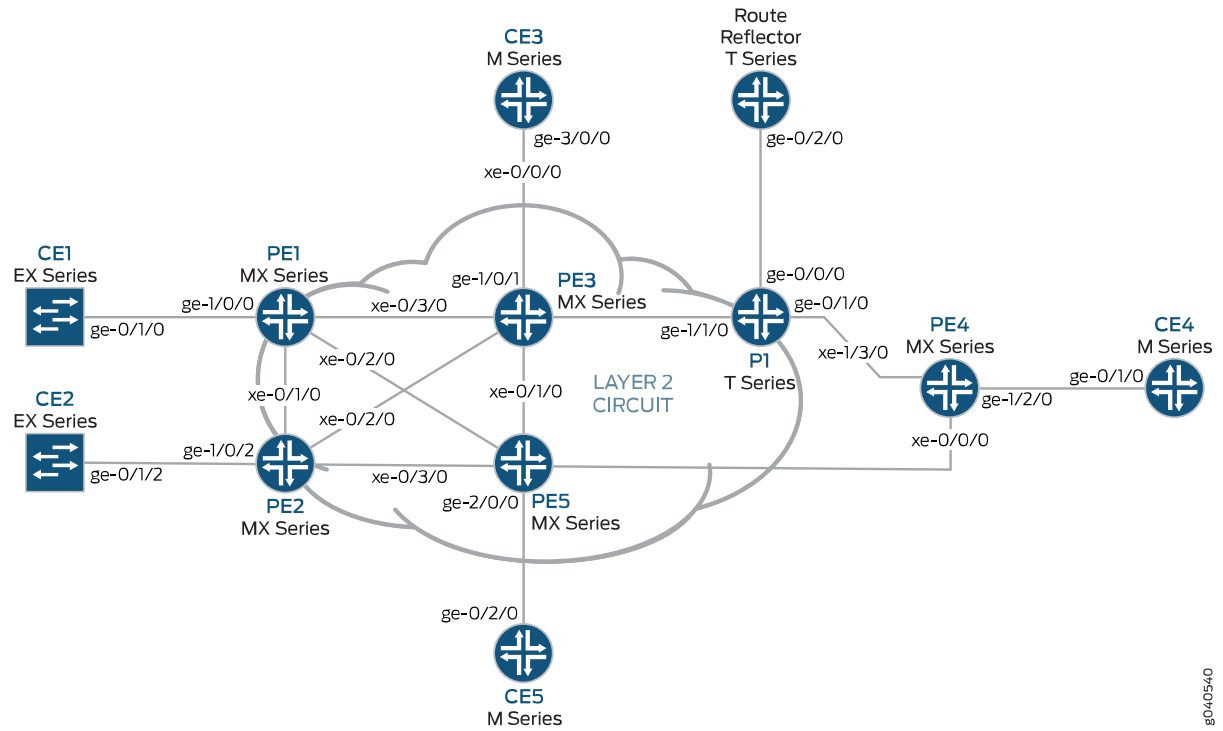 Route
Reflector
T Series
CE3
M Series
ge-3/0/0
ge-0/2/0
xe-0/0/0
CE1
EX Series
PE1
MX Series
ge-1/0/0
ge-0/1/0
xe-0/3/0
ge-1/0/1
PE3
MX Series
ge-0/0/0
ge-0/1/0
ge-1/1/0
P1
T Series
xe-1/3/0
PE4
MX Series
CE4
M Series
ge-0/1/0
ge-1/2/0
xe-0/0/0
xe-0/2/0
xe-0/1/0
xe-0/2/0
xe-0/1/0
LAYER 2
CIRCUIT
CE2
EX Series
ge-1/0/2
ge-0/1/2
PE2
MX Series
xe-0/3/0
ge-2/0/0
PE5
MX Series
ge-0/2/0
CE5
M Series
g040540